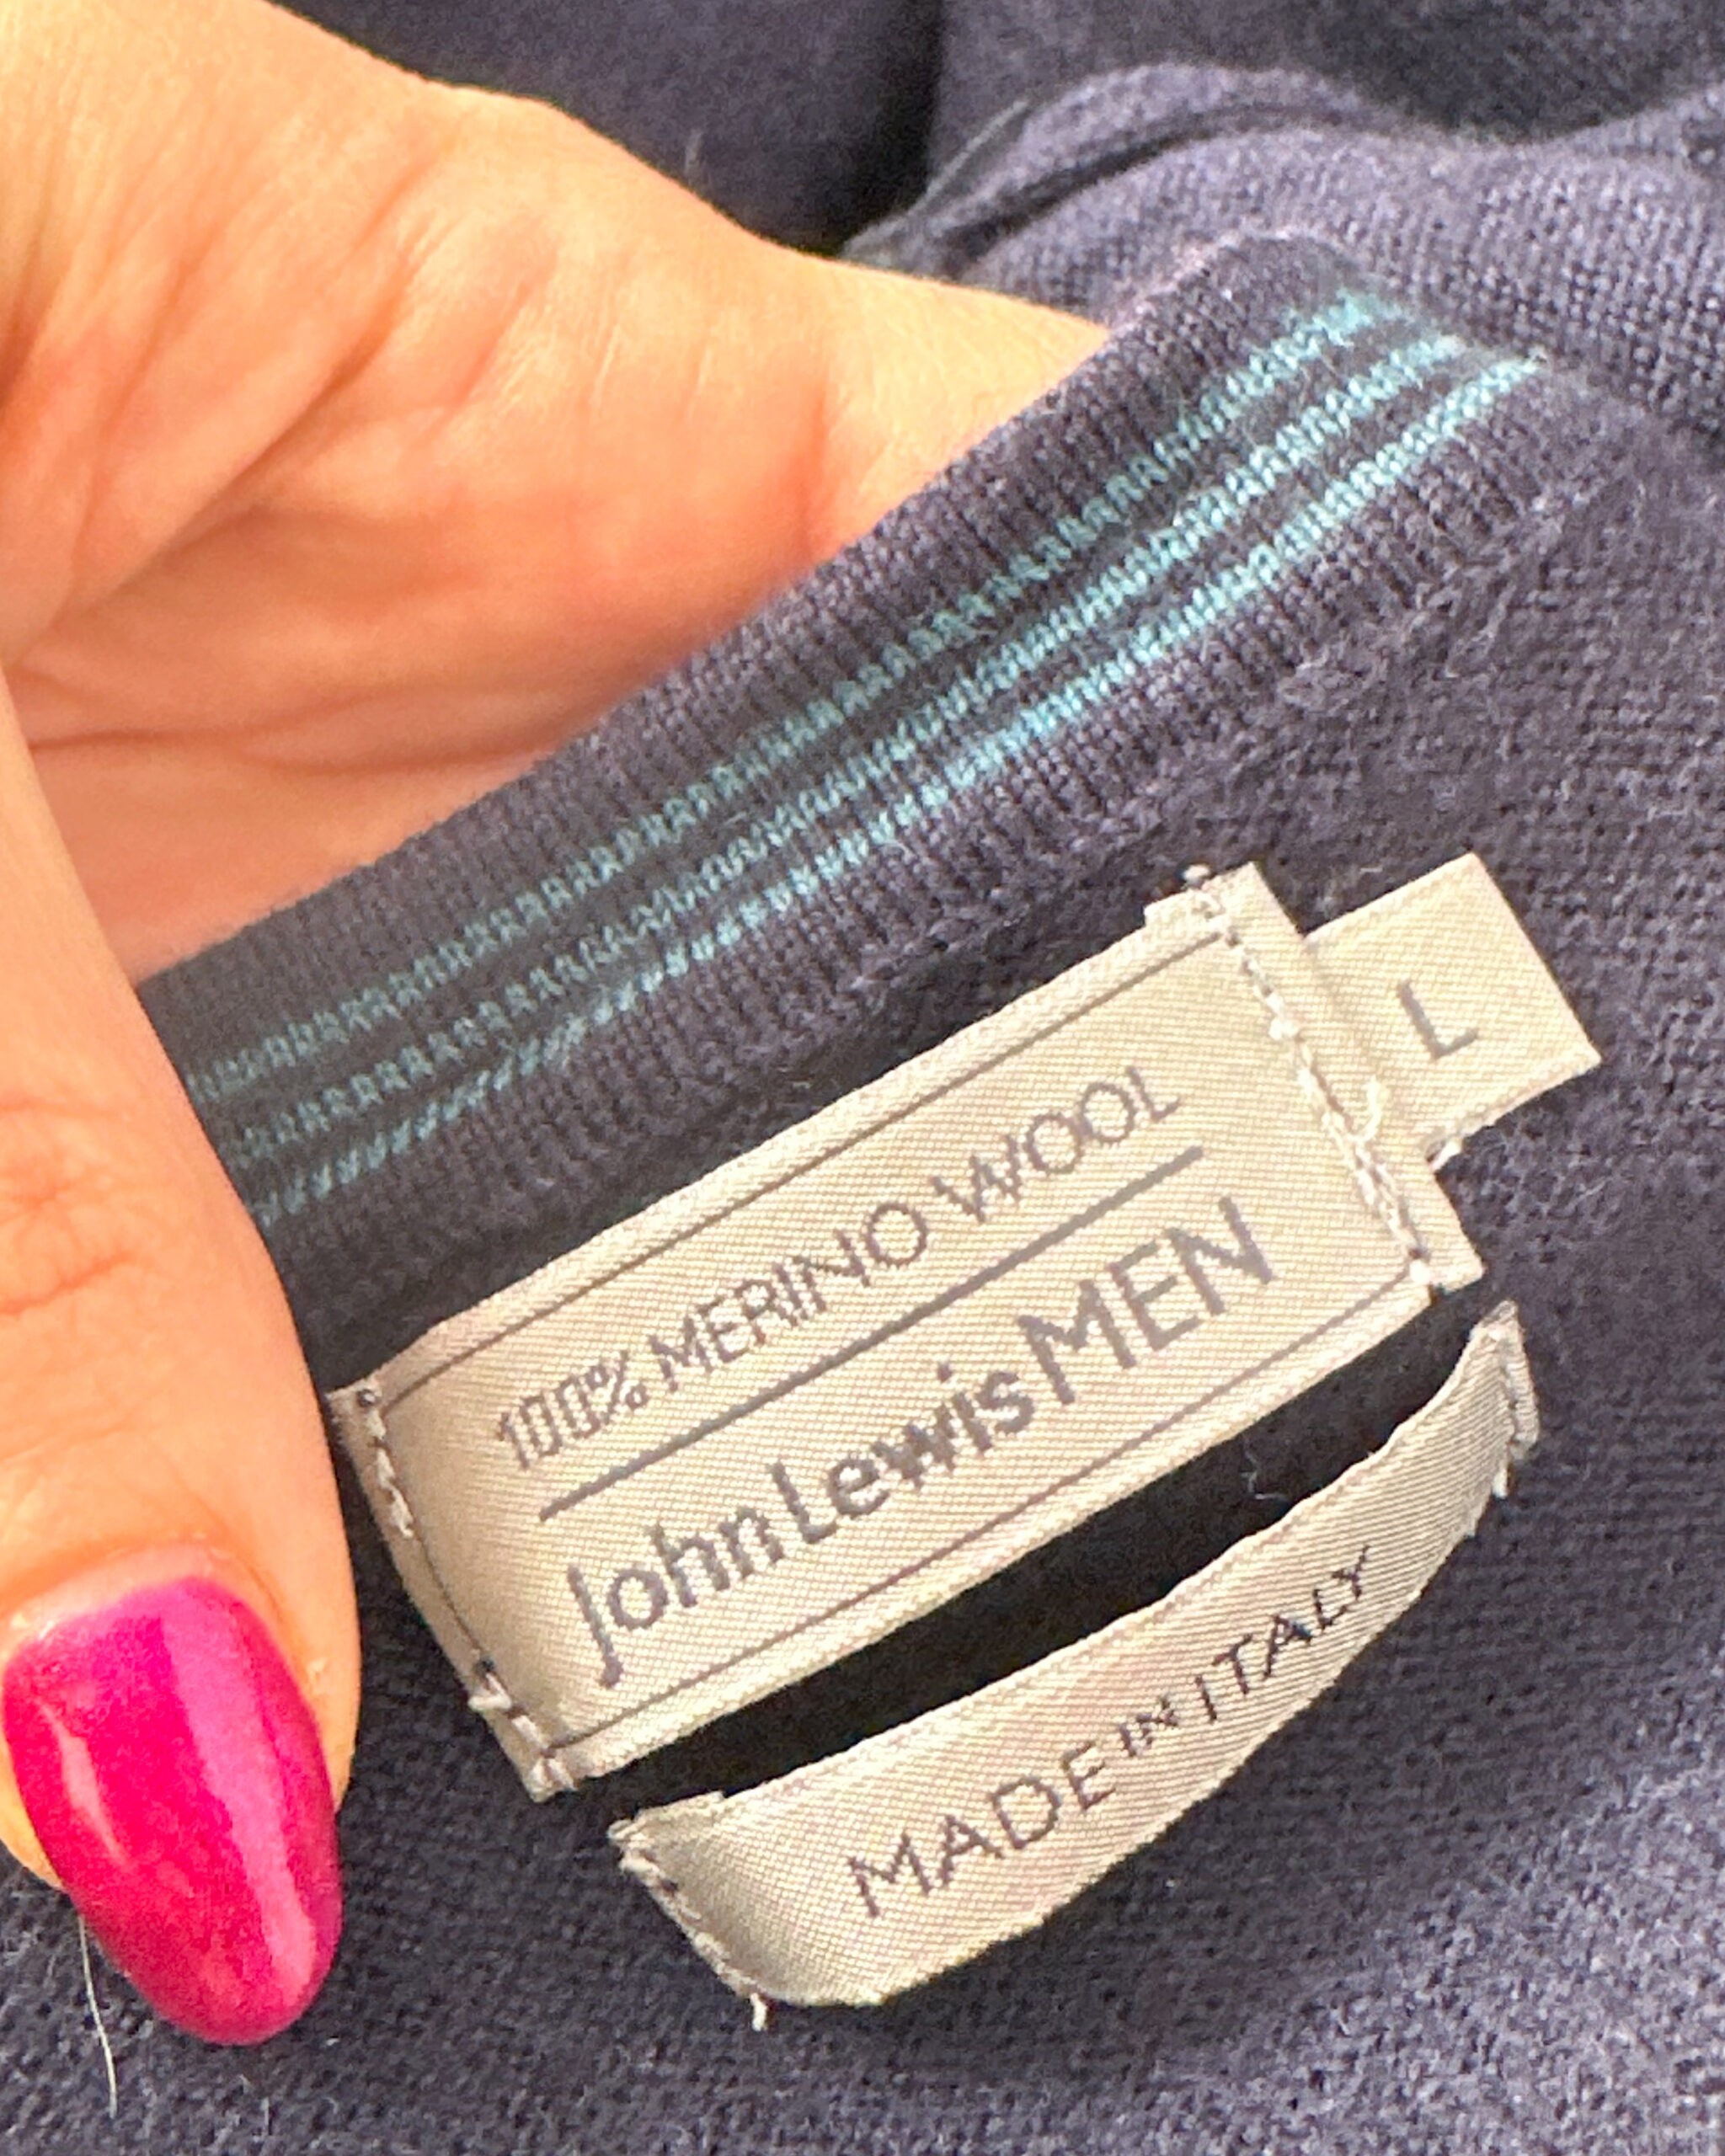 100% MERINO WOOL
John Lewis MEN
L
MADE IN ITALY